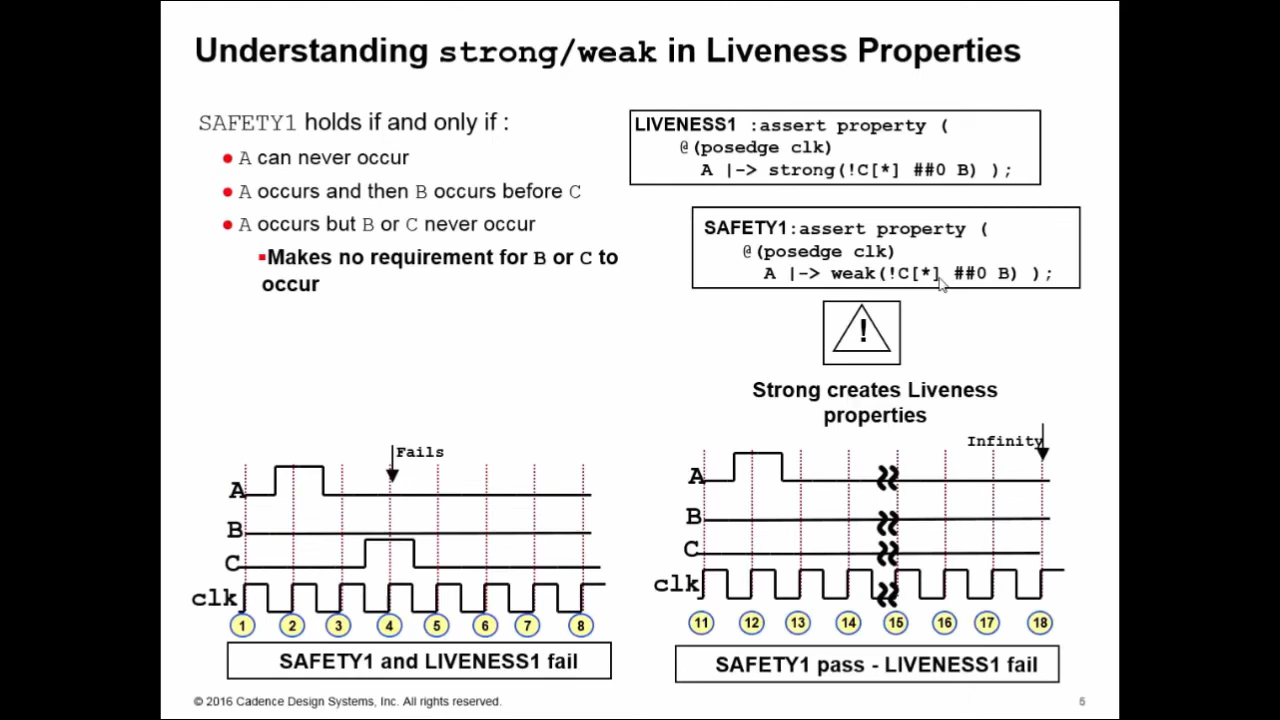 Understanding strong/weak in Liveness Properties
SAFETY1 holds if and only if :
• A can never occur
• A occurs and then B occurs before C
• A occurs but B or C never occur
▪Makes no requirement for B or C to
occur
LIVENESS1 :assert property (
@(posedge clk)
A |-> strong(!C[*] ##0 B) );
SAFETY1:assert property (
@(posedge clk)
A |-> weak(!C[*] ##0 B) );
!
Strong creates Liveness
properties
Fails
A
B
C
clk
1 2 3 4 5 6 7 8
SAFETY1 and LIVENESS1 fail
Infinity
A
B
C
clk
11 12 13 14 15 16 17 18
SAFETY1 pass - LIVENESS1 fail
© 2016 Cadence Design Systems, Inc. All rights reserved.